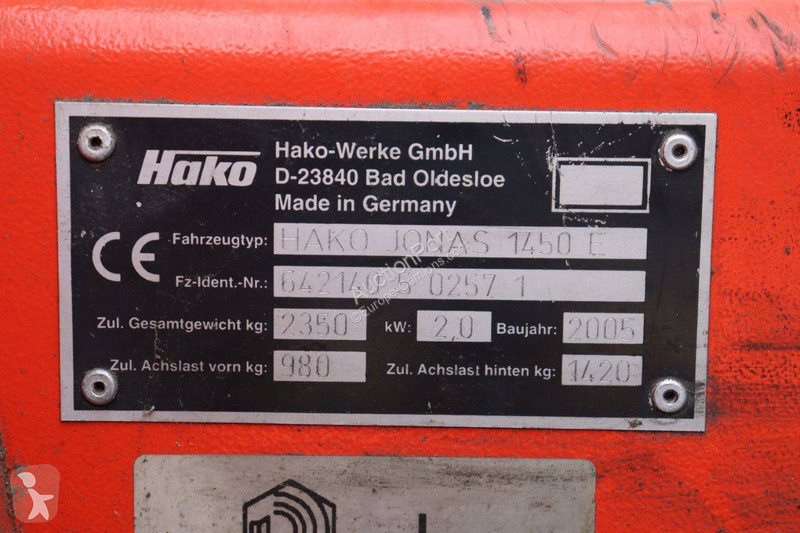 Hako
Hako-Werke GmbH
D-23840 Bad Oldesloe
Made in Germany
CE
Fahrzeugtyp: HAKO JONAS 1450 E
Fz-Ident.-Nr.: 0257 1
Zul. Gesamtgewicht kg: 2350 kW: 2,0 Baujahr: 2005
Zul. Achslast vorn kg: 980 Zul. Achslast hinten kg: 1420